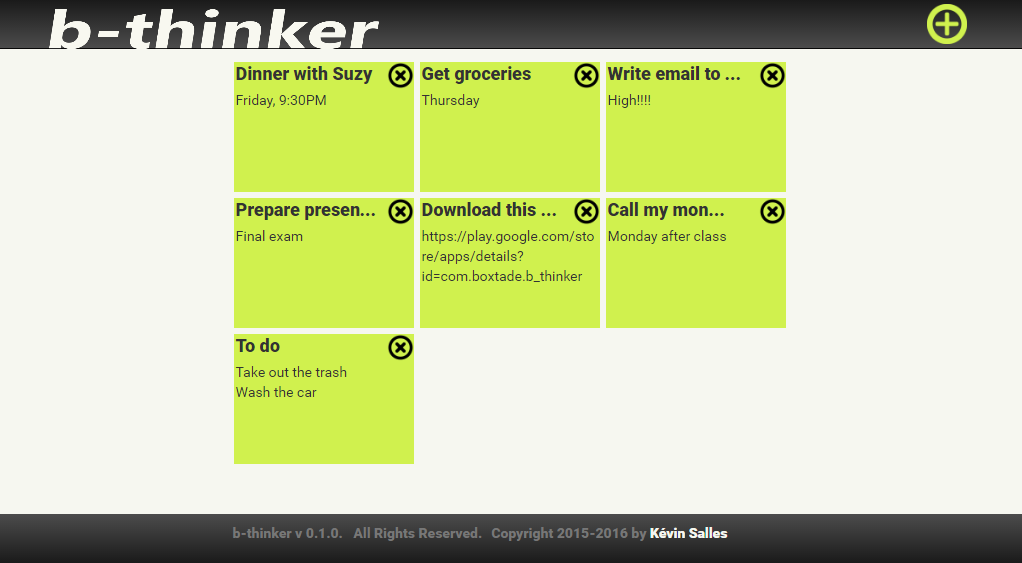 b-thinker
Dinner with Suzy
Friday, 9:30PM
Get groceries
Thursday
Write email to ...
High!!!!
Prepare presen...
Final exam
Download this ...
https://play.google.com/sto
re/apps/details?
id=com.boxtade.b_thinker
Call my mon...
Monday after class
To do
Take out the trash
Wash the car
b-thinker v 0.1.0. All Rights Reserved. Copyright 2015-2016 by Kévin Salles